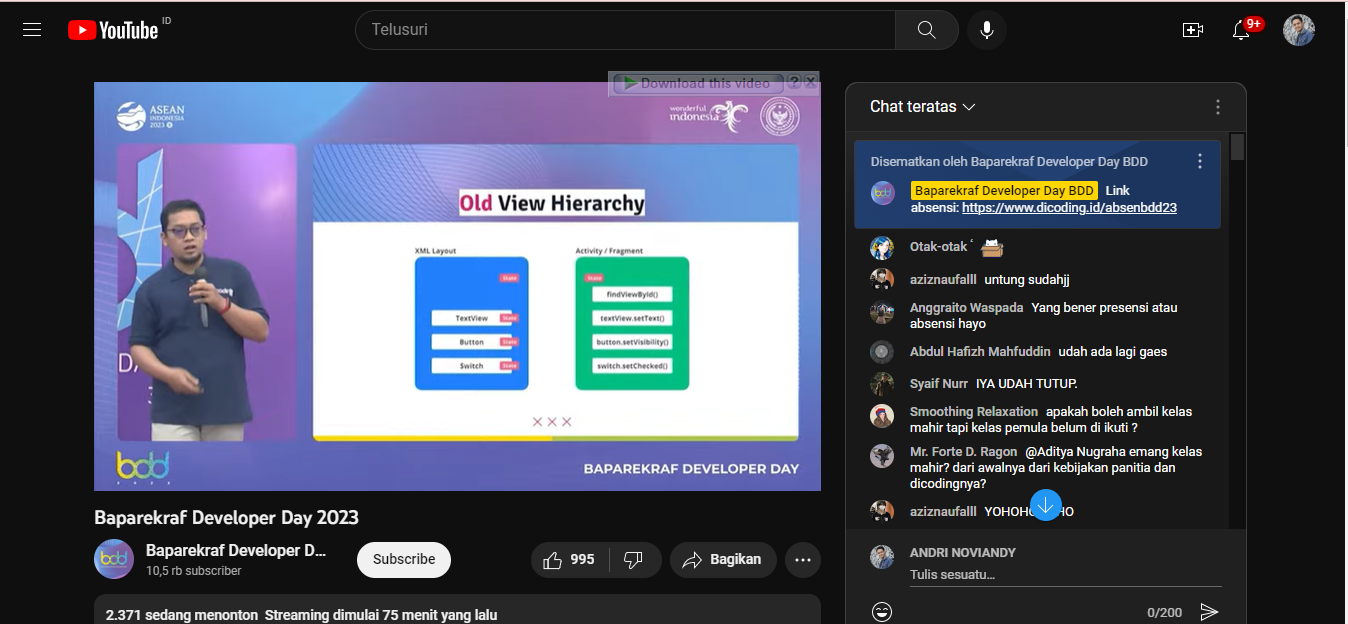 YouTube ID
Telusuri
9+
Download this video ? X
ASEAN
INDONESIA
2023
wonderful
indonesia
Old View Hierarchy
XML Layout
State
TextView State
Button State
Switch State
Activity / Fragment
State
findViewById()
textView.setText()
button.setVisibility()
switch.setChecked()
bdd
BAPAREKRAF DEVELOPER DAY
Baparekraf Developer Day 2023
bdd
Baparekraf Developer D...
10,5 rb subscriber
Subscribe
995
Bagikan
2.371 sedang menonton Streaming dimulai 75 menit yang lalu
Chat teratas
Disematkan oleh Baparekraf Developer Day BDD
bdd
Baparekraf Developer Day BDD Link
absensi: https://www.dicoding.id/absenbdd23
Otak-otak
aziznaufalll untung sudahjj
Anggraito Waspada Yang bener presensi atau
absensi hayo
Abdul Hafizh Mahfuddin udah ada lagi gaes
Syaif Nurr IYA UDAH TUTUP.
Smoothing Relaxation apakah boleh ambil kelas
mahir tapi kelas pemula belum di ikuti ?
Mr. Forte D. Ragon @Aditya Nugraha emang kelas
mahir? dari awalnya dari kebijakan panitia dan
dicodingnya?
aziznaufalll
ANDRI NOVIANDY
Tulis sesuatu...
0/200